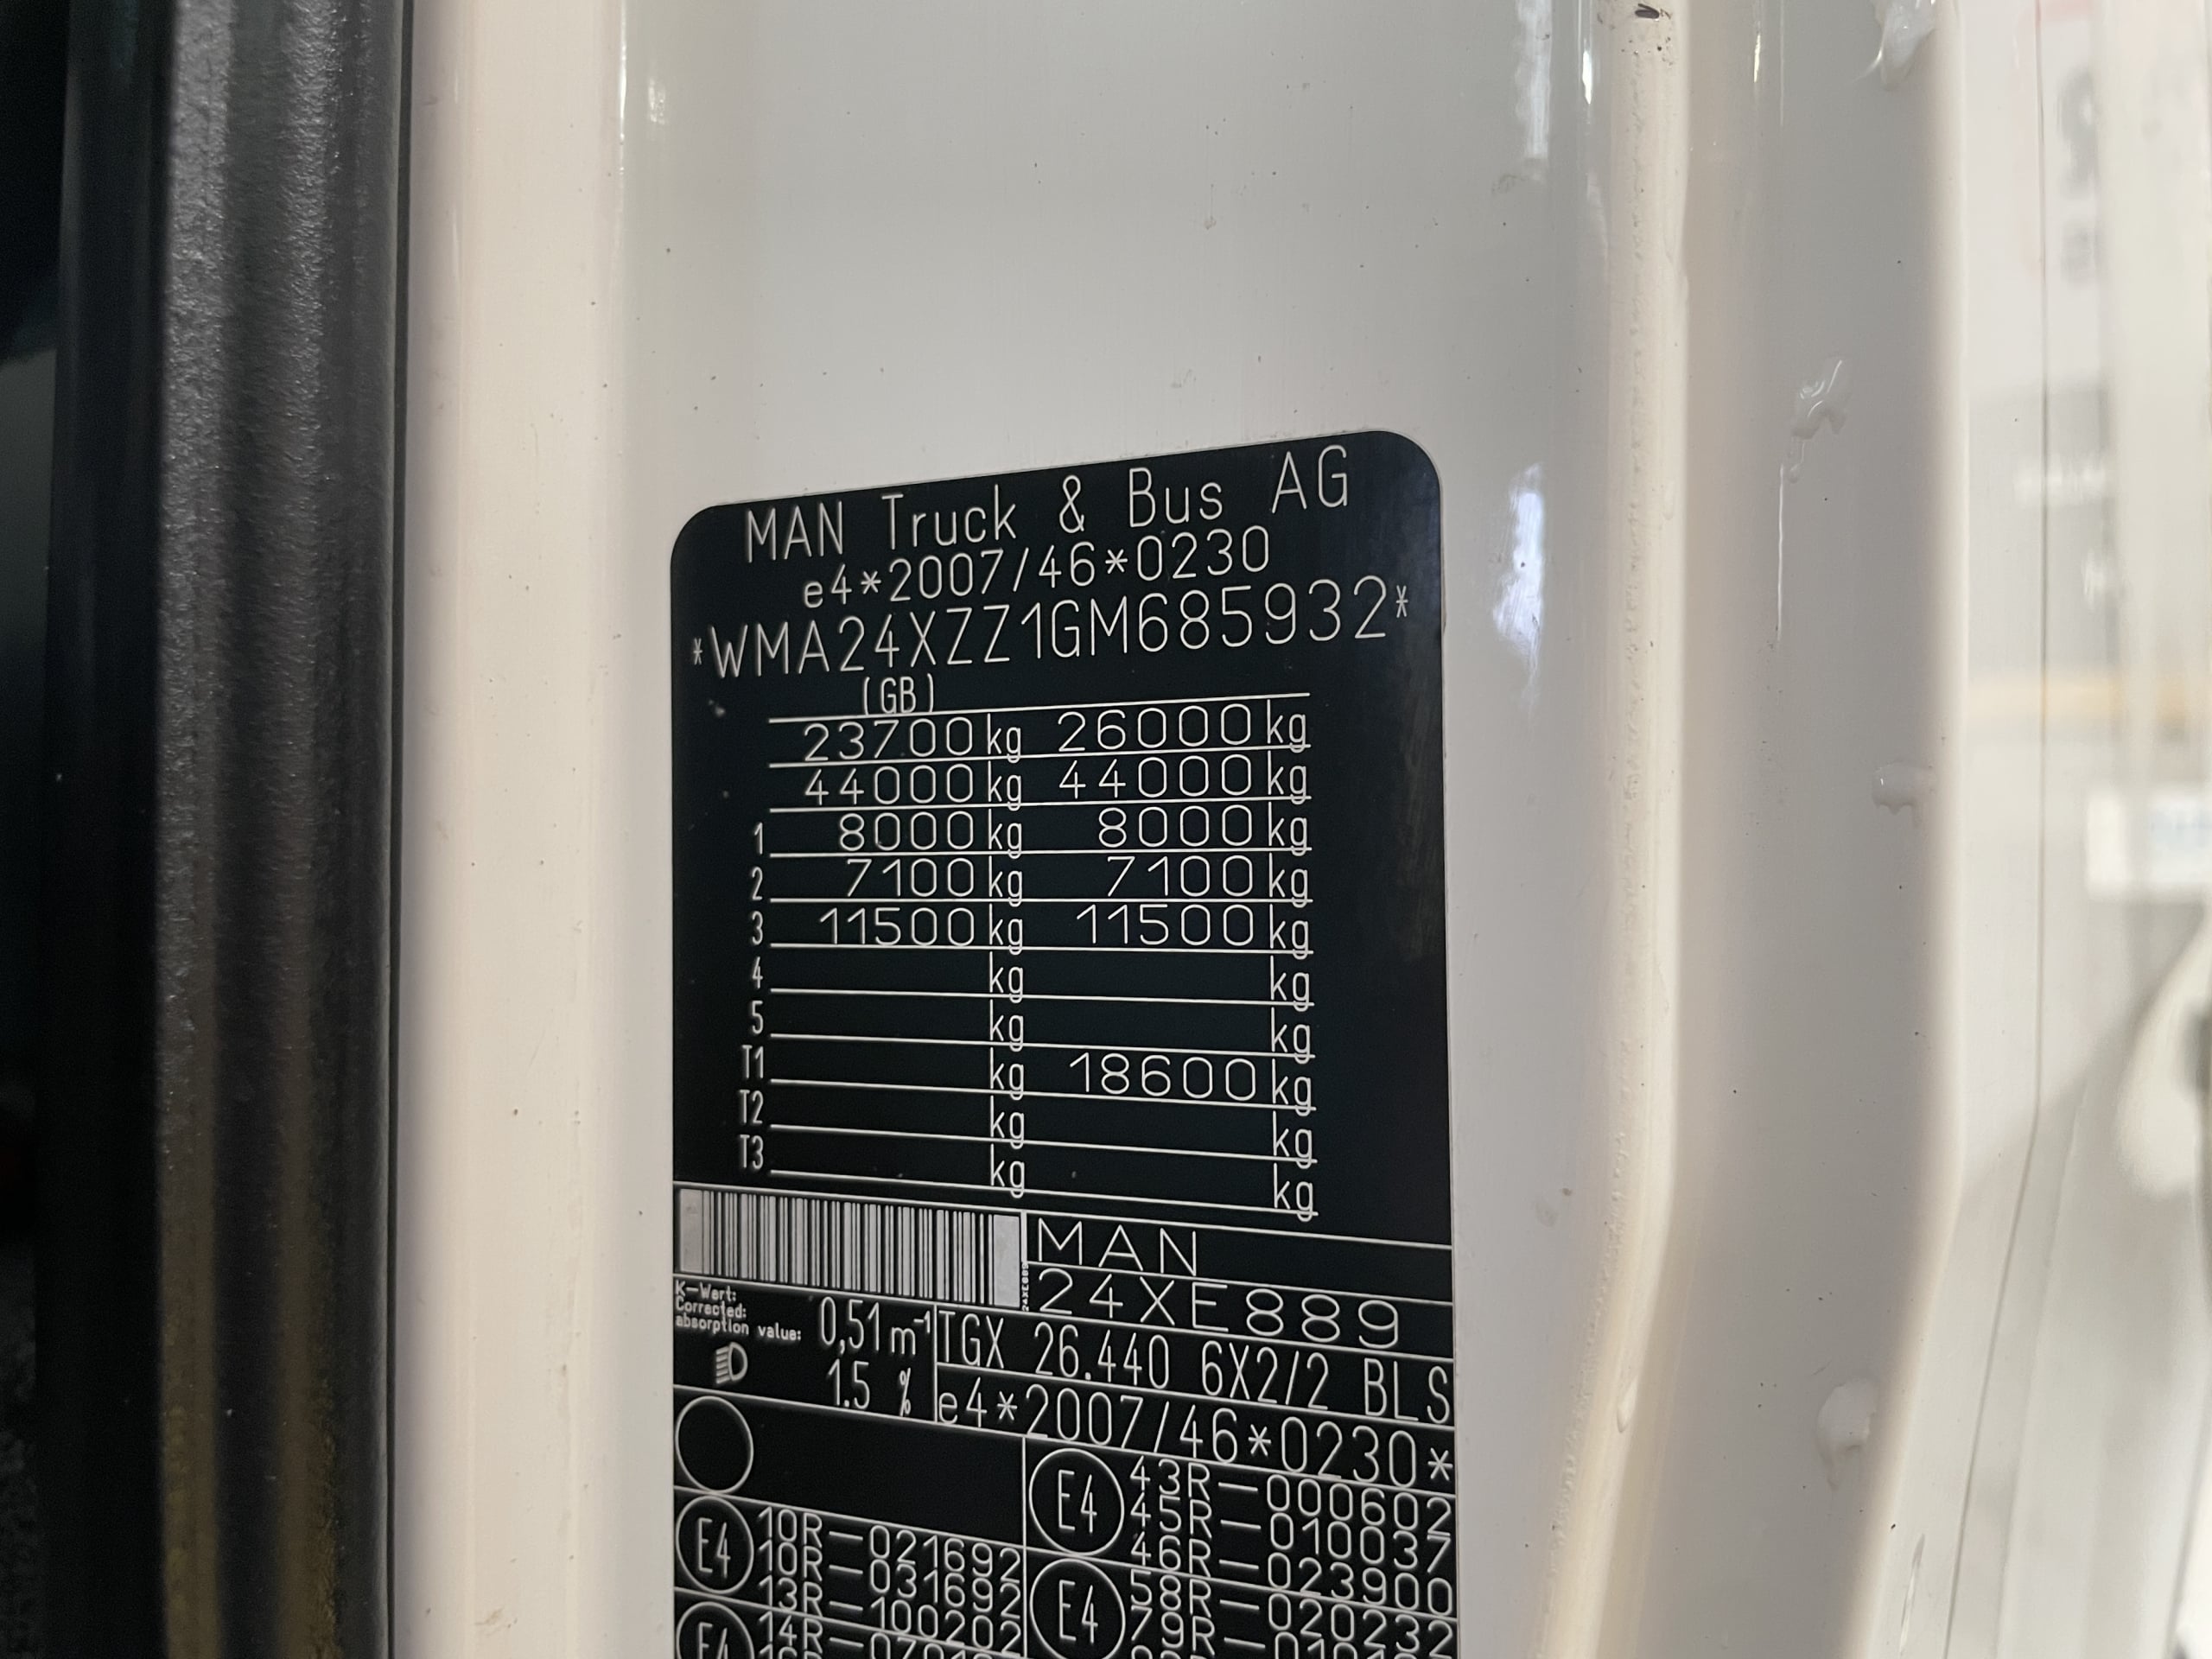 MAN Truck & Bus AG
e4*2007/46*0230
*WMA24XZZ1GM685932*
(GB)
23700 kg 26000 kg
44000 kg 44000 kg
1 8000 kg 8000 kg
2 7100 kg 7100 kg
3 11500 kg 11500 kg
4 kg kg
5 kg kg
T1 kg 18600 kg
T2 kg kg
T3 kg kg
MAN
24XE889
24XE889
K-Wert:
Corrected:
absorption value: 0,51 m-1
1.5 %
TGX 26.440 6X2/2 BLS
e4*2007/46*0230*
E4 43R-000602
45R-010037
46R-023900
E4 10R-021692
10R-031692
13R-100202
E4 58R-020232
79R
E4 14R